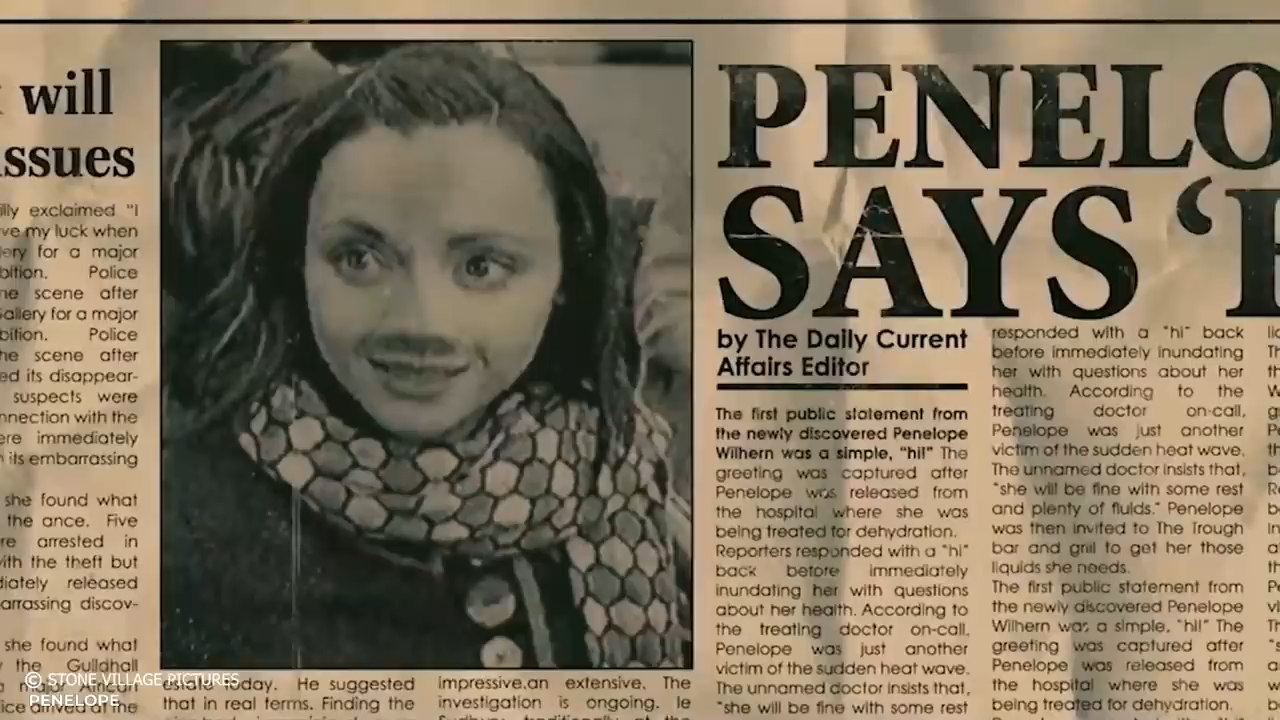 will
issues
illy exclaimed "I
ve my luck when
lery for a major
bition. Police
he scene after
Gallery for a major
bition. Police
he scene after
ed its disappear-
suspects were
nnection with the
ere immediately
its embarrassing
she found what
the ance. Five
re arrested in
with the theft but
diately released
arrassing discov-
she found what
the Guildhall
PENELO
SAYS ‘H
by The Daily Current
Affairs Editor
The first public statement from
the newly discovered Penelope
Wilhern was a simple, "hi!" The
greeting was captured after
Penelope was released from
the hospital where she was
being treated for dehydration.
Reporters responded with a "hi"
back before immediately
inundating her with questions
about her health. According to
the treating doctor on-call,
Penelope was just another
victim of the sudden heat wave.
The unnamed doctor insists that,
"she will be fine with some rest
responded with a "hi" back
before immediately inundating
her with questions about her
health. According to the
treating doctor on-call,
Penelope was just another
victim of the sudden heat wave.
The unnamed doctor insists that,
"she will be fine with some rest
and plenty of fluids." Penelope
was then invited to The Trough
bar and grill to get her those
liquids she needs.
The first public statement from
the newly discovered Penelope
Wilhern was a simple, "hi!" The
greeting was captured after
Penelope was released from
the hospital where she was
being treated for dehydration.
estate today. He suggested
that in real terms. Finding the
impressive.an extensive. The
investigation is ongoing. Ie
© STONE VILLAGE PICTURES
PENELOPE